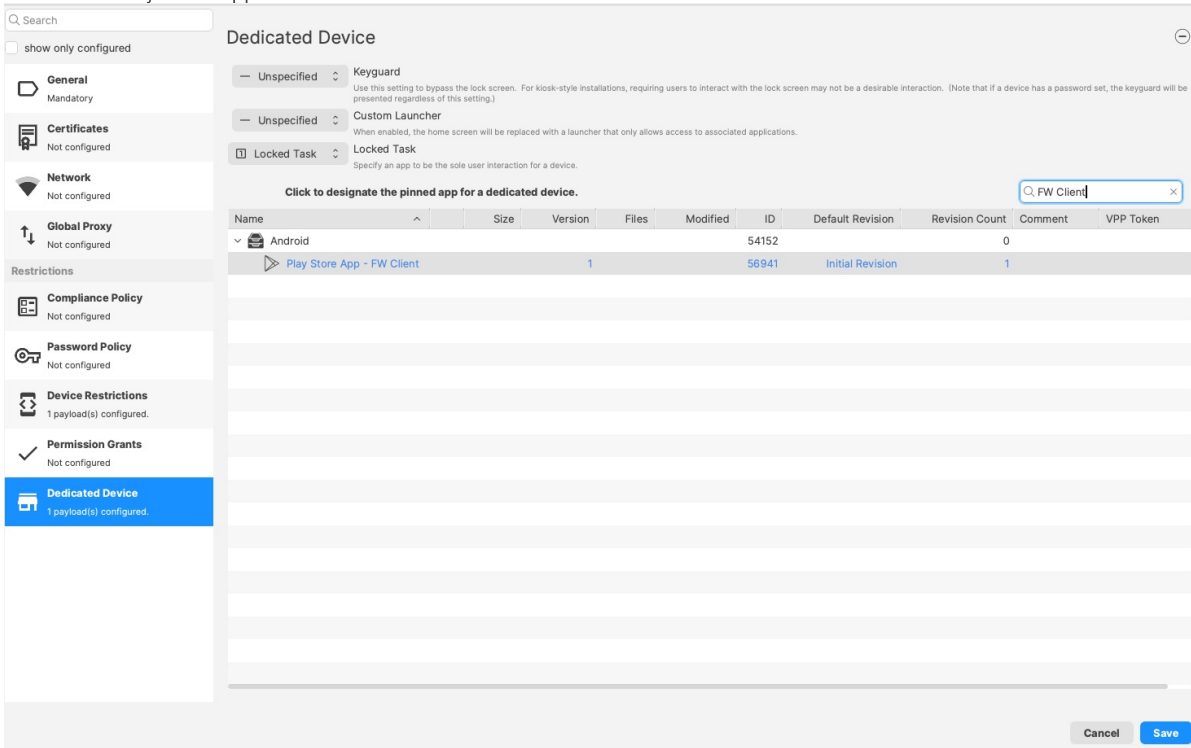 Search
show only configured
General
Mandatory
Certificates
Not configured
Network
Not configured
Global Proxy
Not configured
Restrictions
Compliance Policy
Not configured
Password Policy
Not configured
Device Restrictions
1 payload(s) configured.
Permission Grants
Not configured
Dedicated Device
1 payload(s) configured.
Dedicated Device
— Unspecified Keyguard
Use this setting to bypass the lock screen. For kiosk-style installations, requiring users to interact with the lock screen may not be a desirable interaction. (Note that if a device has a password set, the keyguard will be
presented regardless of this setting.)
— Unspecified Custom Launcher
When enabled, the home screen will be replaced with a launcher that only allows access to associated applications.
1 Locked Task Locked Task
Specify an app to be the sole user interaction for a device.
Click to designate the pinned app for a dedicated device. FW Client
Name Size Version Files Modified ID Default Revision Revision Count Comment VPP Token
Android 54152 0
Play Store App - FW Client 1 56941 Initial Revision 1
Cancel Save